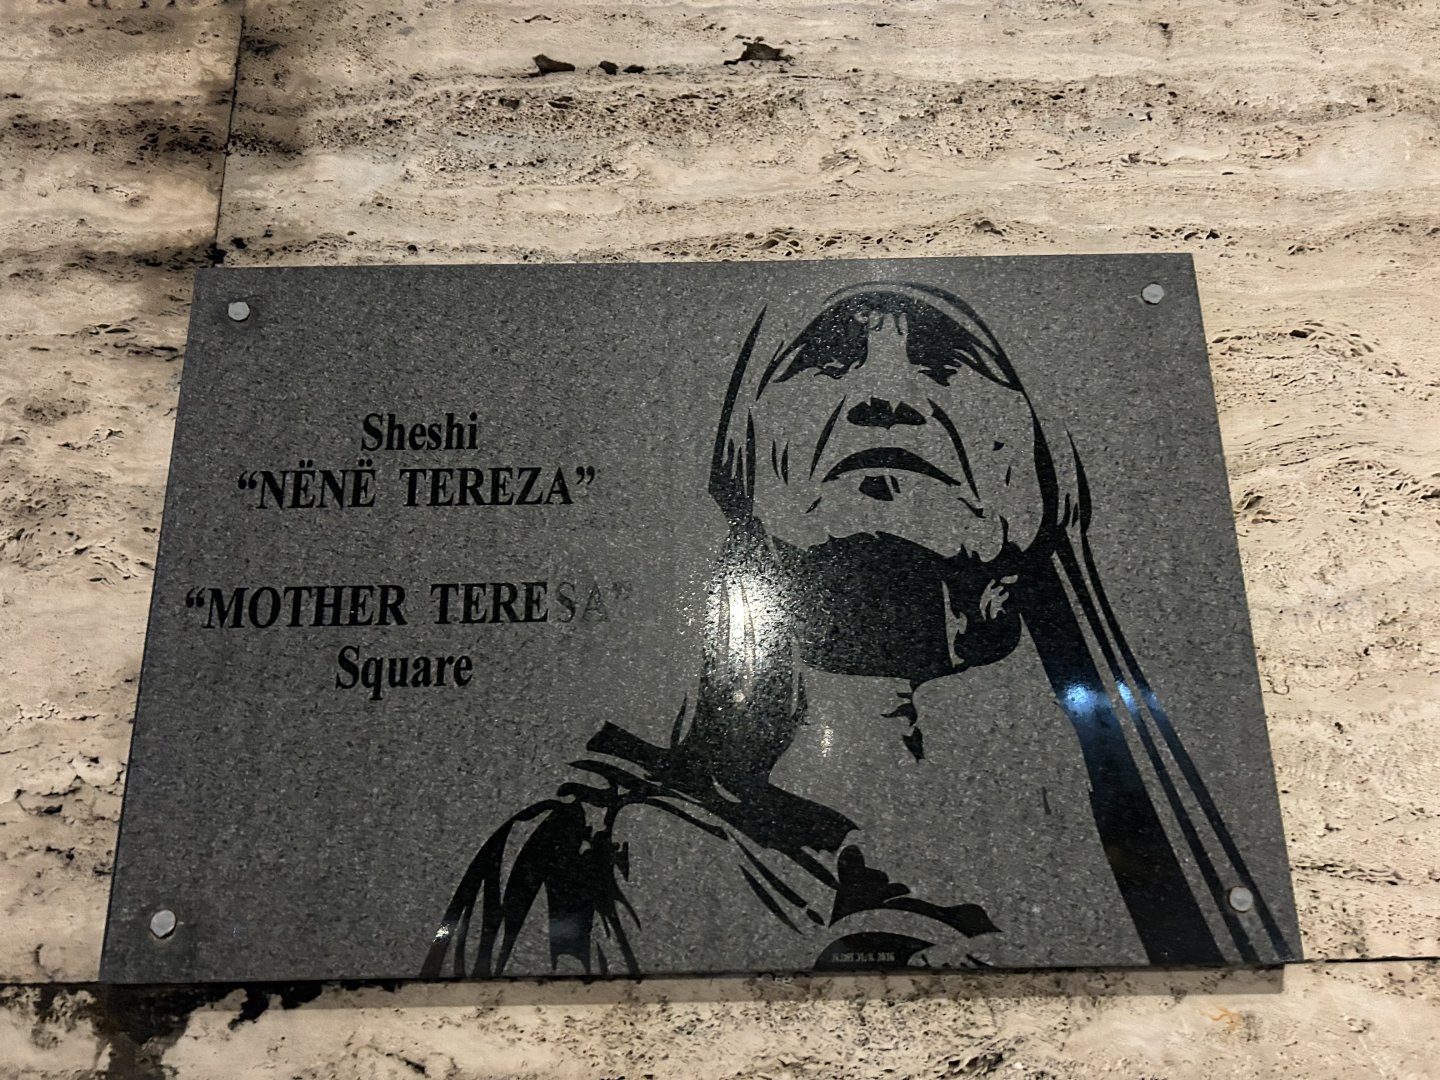 Sheshi
“NËNË TEREZA”
“MOTHER TERESA”
Square